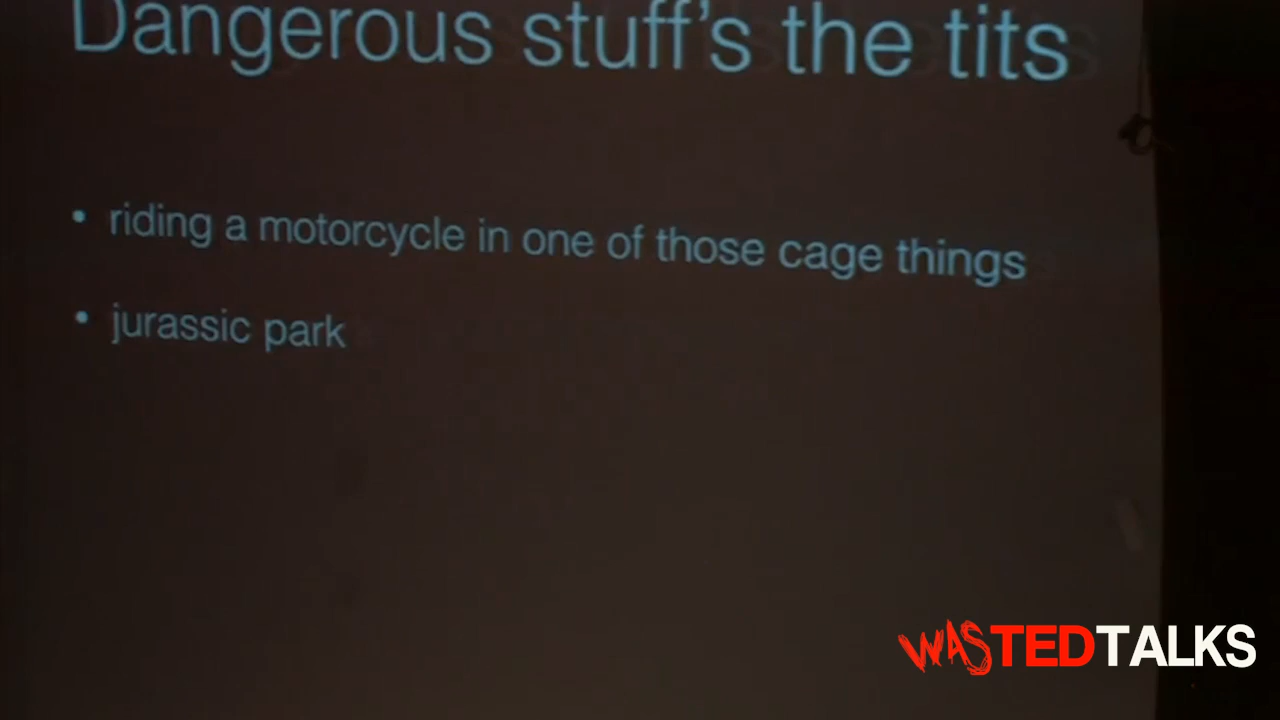 Dangerous stuff's the tits
• riding a motorcycle in one of those cage things
• jurassic park
WASTEDTALKS